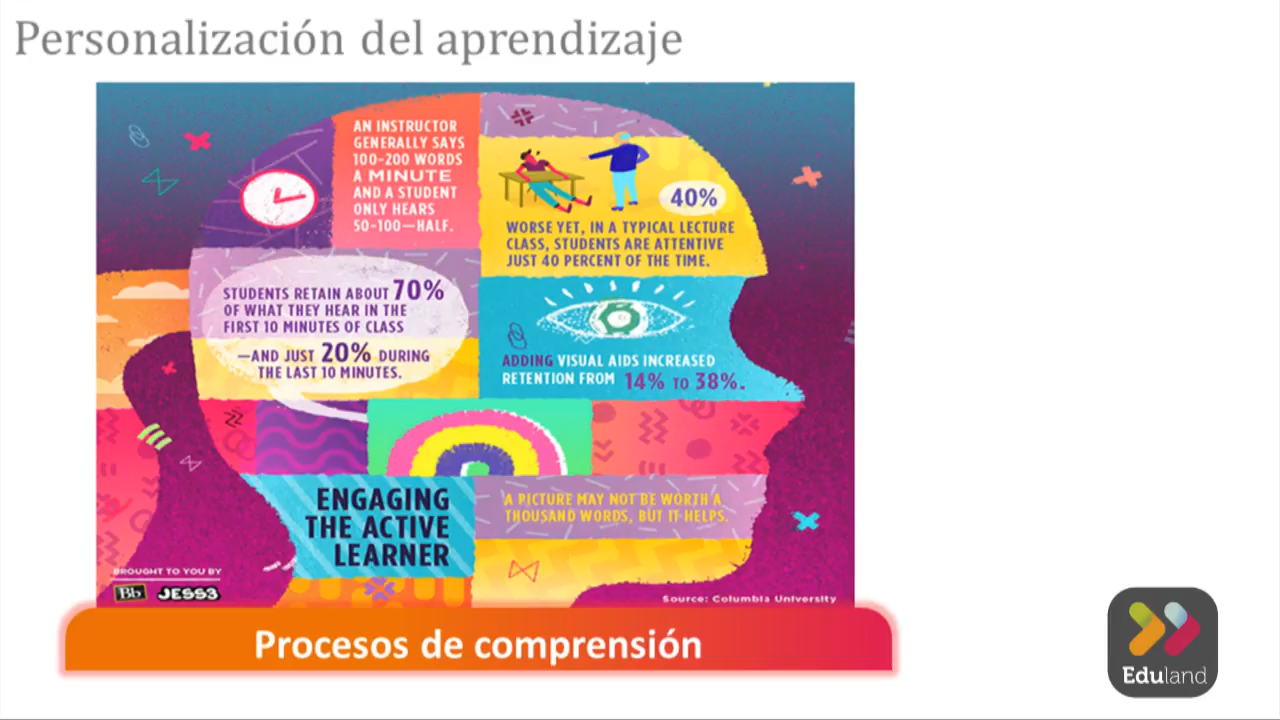 Personalización del aprendizaje
AN INSTRUCTOR
GENERALLY SAYS
100-200 WORDS
A MINUTE
AND A STUDENT
ONLY HEARS
50-100—HALF.
40%
WORSE YET, IN A TYPICAL LECTURE
CLASS, STUDENTS ARE ATTENTIVE
JUST 40 PERCENT OF THE TIME.
STUDENTS RETAIN ABOUT 70%
OF WHAT THEY HEAR IN THE
FIRST 10 MINUTES OF CLASS
—AND JUST 20% DURING
THE LAST 10 MINUTES.
ADDING VISUAL AIDS INCREASED
RETENTION FROM 14% TO 38%.
ENGAGING
THE ACTIVE
LEARNER
A PICTURE MAY NOT BE WORTH A
THOUSAND WORDS, BUT IT HELPS.
BROUGHT TO YOU BY
Bb JESS3
Source: Columbia University
Procesos de comprensión
Eduland